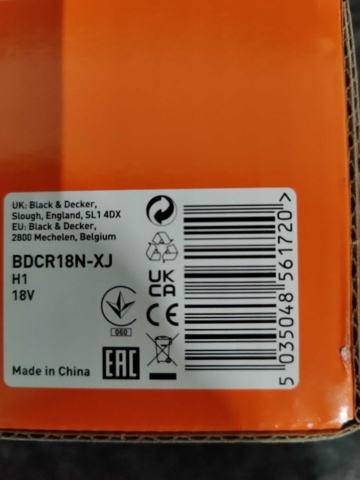 UK: Black & Decker,
Slough, England, SL1 4DX
EU: Black & Decker,
2800 Mechelen, Belgium
BDCR18N-XJ
H1
18V
060
UK
CA
CE
Made in China
EAC
5 035048 561720 >